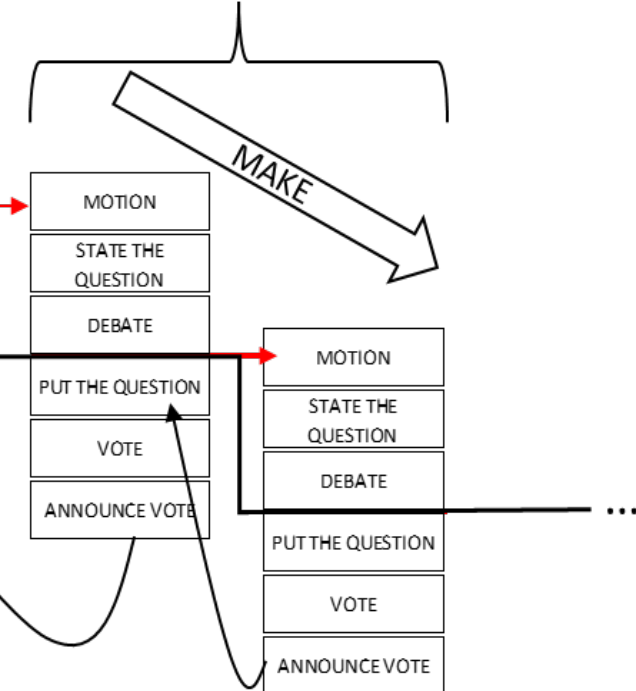 MAKE
MOTION
STATE THE
QUESTION
DEBATE
PUT THE QUESTION
VOTE
ANNOUNCE VOTE
MOTION
STATE THE
QUESTION
DEBATE
PUT THE QUESTION
VOTE
ANNOUNCE VOTE
...